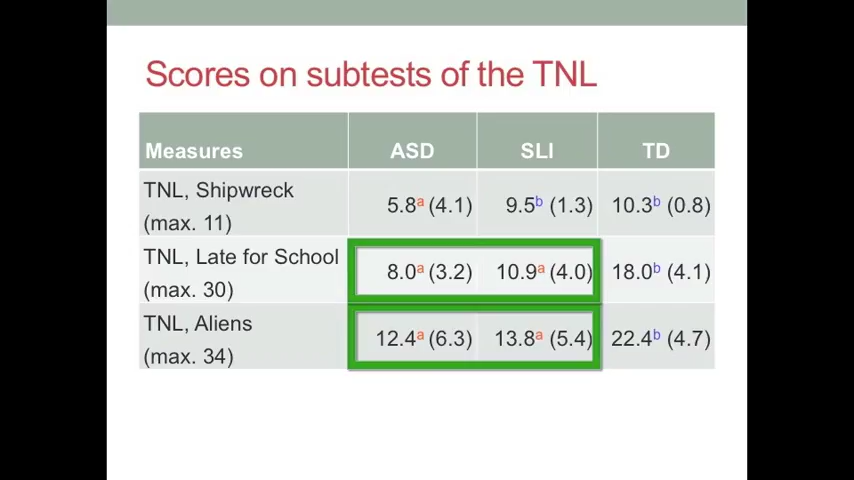 Scores on subtests of the TNL
Measures ASD SLI TD
TNL, Shipwreck
(max. 11) 5.8a (4.1) 9.5b (1.3) 10.3b (0.8)
TNL, Late for School
(max. 30) 8.0a (3.2) 10.9a (4.0) 18.0b (4.1)
TNL, Aliens
(max. 34) 12.4a (6.3) 13.8a (5.4) 22.4b (4.7)